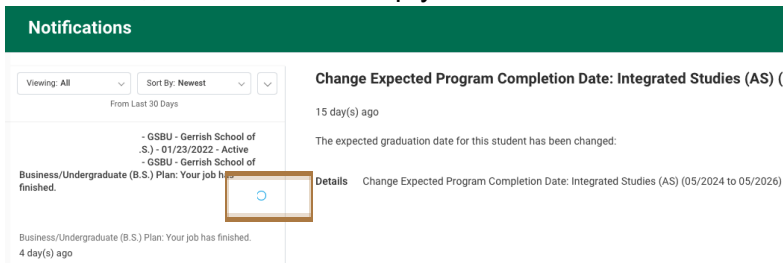 Notifications
Viewing: All
Sort By: Newest
From Last 30 Days
- GSBU - Gerrish School of
.S.) - 01/23/2022 - Active
- GSBU - Gerrish School of
Business/Undergraduate (B.S.) Plan: Your job has
finished.
Business/Undergraduate (B.S.) Plan: Your job has finished.
4 day(s) ago
Change Expected Program Completion Date: Integrated Studies (AS) (
15 day(s) ago
The expected graduation date for this student has been changed:
Details Change Expected Program Completion Date: Integrated Studies (AS) (05/2024 to 05/2026)